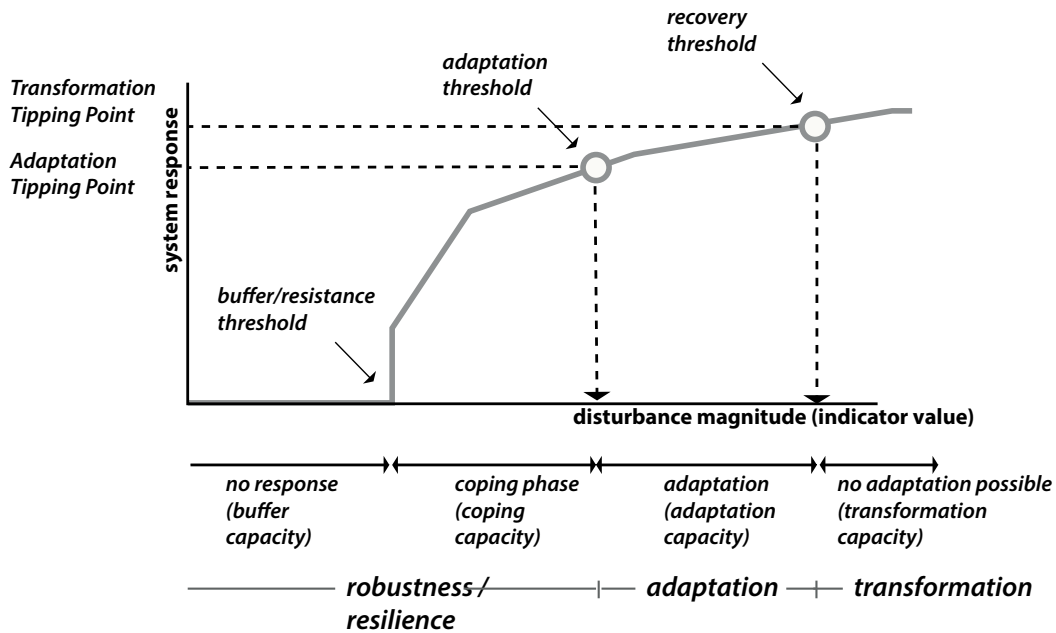 recovery
threshold
adaptation
threshold
Transformation
Tipping Point
Adaptation
Tipping Point
system response
buffer/resistance
threshold
disturbance magnitude (indicator value)
no response
(buffer
capacity)
coping phase
(coping
capacity)
adaptation
(adaptation
capacity)
no adaptation possible
(transformation
capacity)
robustness /
resilience
adaptation
transformation